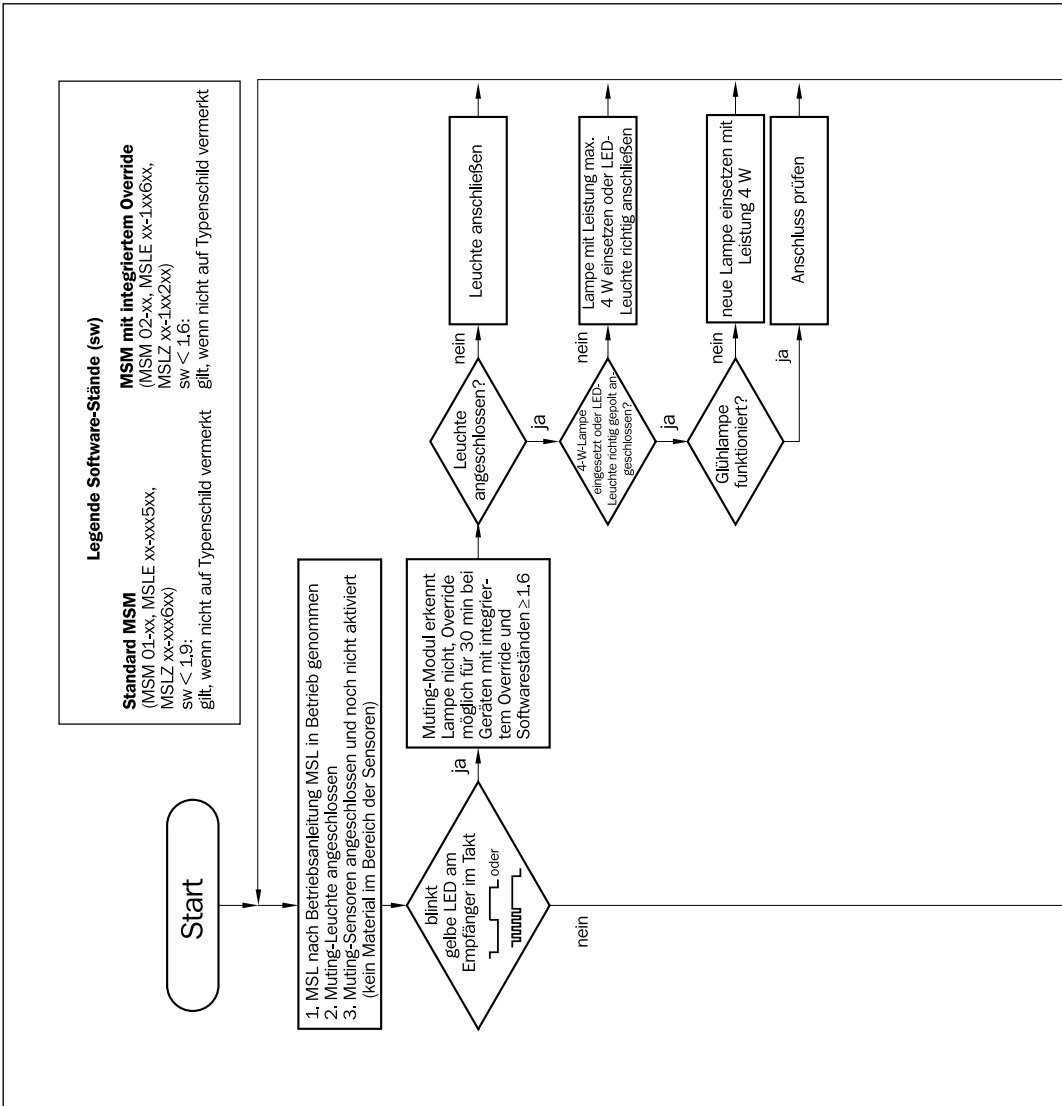 Legende Software-Stände (sw)
Standard MSM
(MSM 01-xx, MSLE xx-xxx5xx,
MSLZ xx-xxx6xx)
sw < 1.9:
gilt, wenn nicht auf Typenschild vermerkt
MSM mit integriertem Override
(MSM 02-xx, MSLE xx-1xx6xx,
MSLZ xx-1xx2xx)
sw < 1.6:
gilt, wenn nicht auf Typenschild vermerkt
Start
1. MSL nach Betriebsanleitung MSL in Betrieb genommen
2. Muting-Leuchte angeschlossen
3. Muting-Sensoren angeschlossen und noch nicht aktiviert
(kein Material im Bereich der Sensoren)
blinkt
gelbe LED am
Empfänger im Takt
oder
ja
nein
Muting-Modul erkennt
Lampe nicht, Override
möglich für 30 min bei
Geräten mit integrier-
tem Override und
Softwareständen ≥ 1.6
Leuchte
angeschlossen?
nein
Leuchte anschließen
ja
4-W-Lampe
eingesetzt oder LED-
Leuchte richtig gepolt an-
geschlossen?
nein
Lampe mit Leistung max.
4 W einsetzen oder LED-
Leuchte richtig anschließen
ja
Glühlampe
funktioniert?
nein
neue Lampe einsetzen mit
Leistung 4 W
ja
Anschluss prüfen